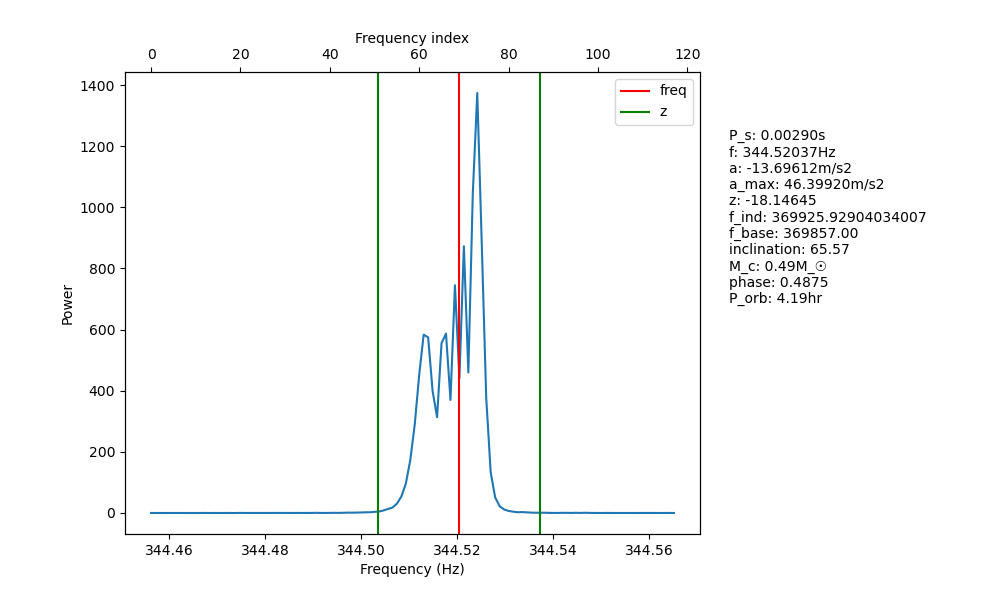 Frequency index
0 20 40 60 80 100 120
1400
1200
1000
800
600
400
200
0
Power
freq
z
344.46 344.48 344.50 344.52 344.54 344.56
Frequency (Hz)
P_s: 0.00290s
f: 344.52037Hz
a: -13.69612m/s2
a_max: 46.39920m/s2
z: -18.14645
f_ind: 369925.92904034007
f_base: 369857.00
inclination: 65.57
M_c: 0.49M_☉
phase: 0.4875
P_orb: 4.19hr